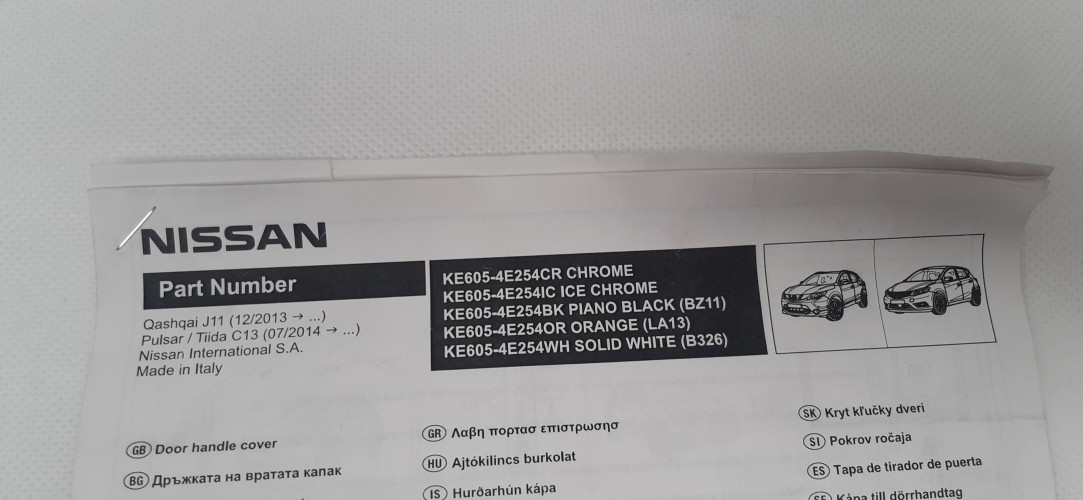 NISSAN
Part Number
Qashqai J11 (12/2013 → ...)
Pulsar / Tiida C13 (07/2014 → ...)
Nissan International S.A.
Made in Italy
KE605-4E254CR CHROME
KE605-4E254IC ICE CHROME
KE605-4E254BK PIANO BLACK (BZ11)
KE605-4E254OR ORANGE (LA13)
KE605-4E254WH SOLID WHITE (B326)
GB Door handle cover
BG Дръжката на вратата капак
GR Λαβη πορτασ επιστρωσησ
HU Ajtókilincs burkolat
IS Hurðarhún kápa
SK Kryt kľučky dveri
SI Pokrov ročaja
ES Tapa de tirador de puerta
SE Kåpa till dörrhandtag